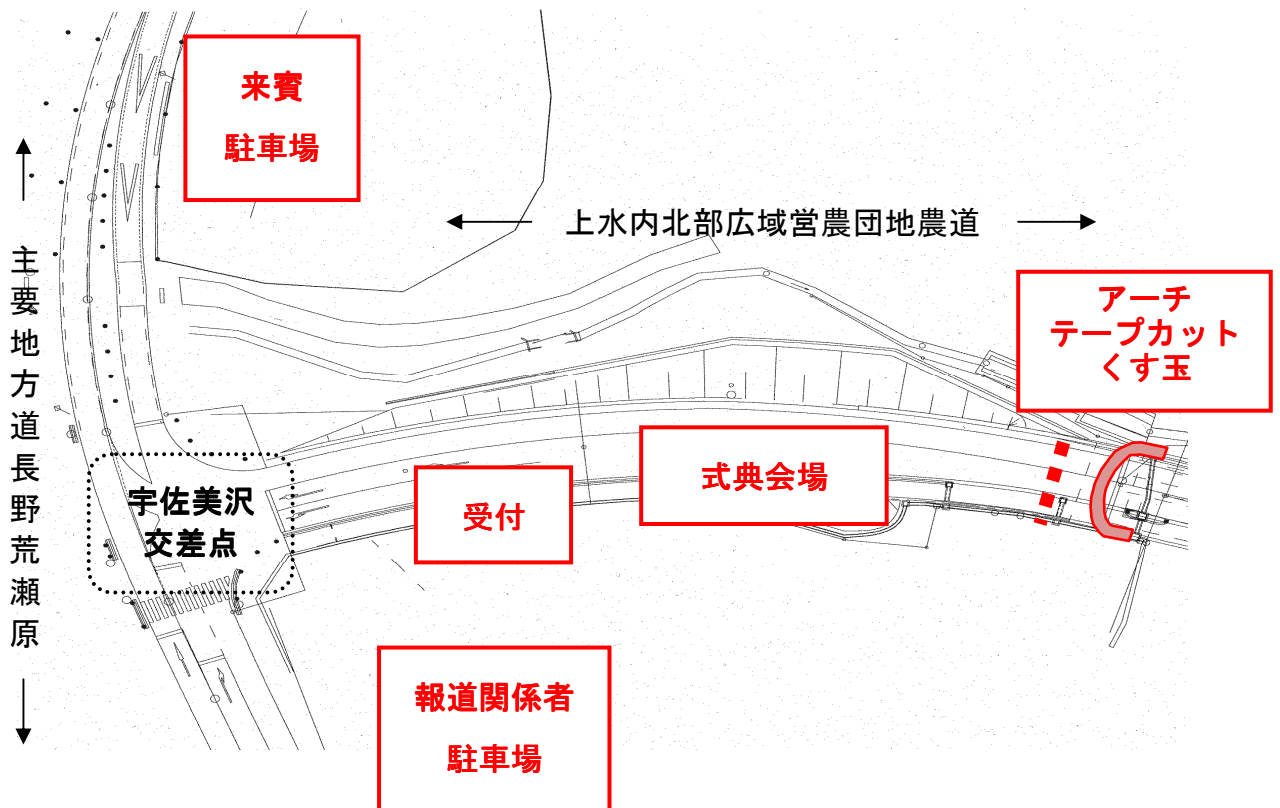 来賓
駐車場
上水内北部広域営農団地農道
主要地方道長野荒瀬原
アーチ
テープカット
くす玉
式典会場
受付
宇佐美沢
交差点
報道関係者
駐車場